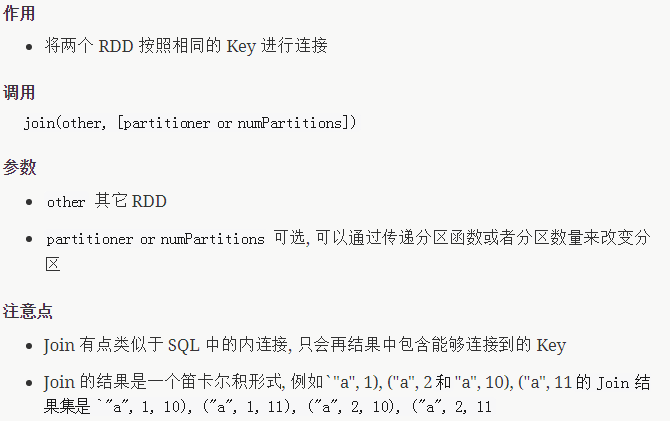 作用
• 将两个 RDD 按照相同的 Key 进行连接
调用
join(other, [partitioner or numPartitions])
参数
• other 其它 RDD
• partitioner or numPartitions 可选, 可以通过传递分区函数或者分区数量来改变分
区
注意点
• Join 有点类似于 SQL 中的内连接, 只会再结果中包含能够连接到的 Key
• Join 的结果是一个笛卡尔积形式, 例如`"a", 1), ("a", 2 和 "a", 10), ("a", 11 的 Join 结
果集是 `"a", 1, 10), ("a", 1, 11), ("a", 2, 10), ("a", 2, 11